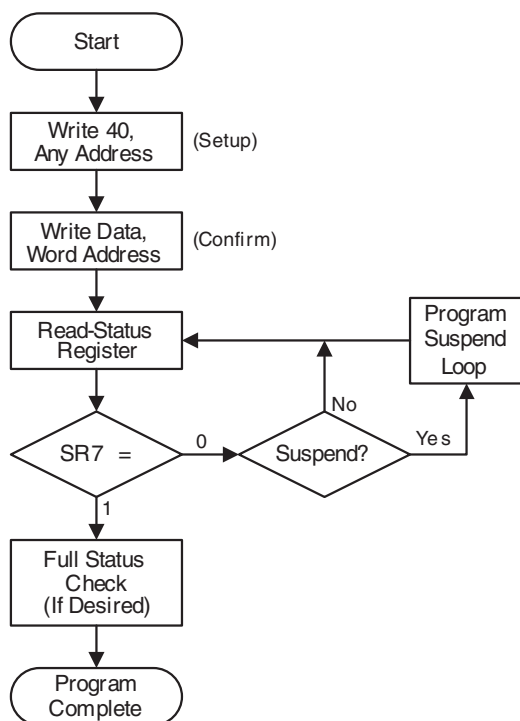 Start
Write 40,
Any Address
(Setup)
Write Data,
Word Address
(Confirm)
Read-Status
Register
Program
Suspend
Loop
No
SR7 =
0
Suspend?
Yes
1
Full Status
Check
(If Desired)
Program
Complete